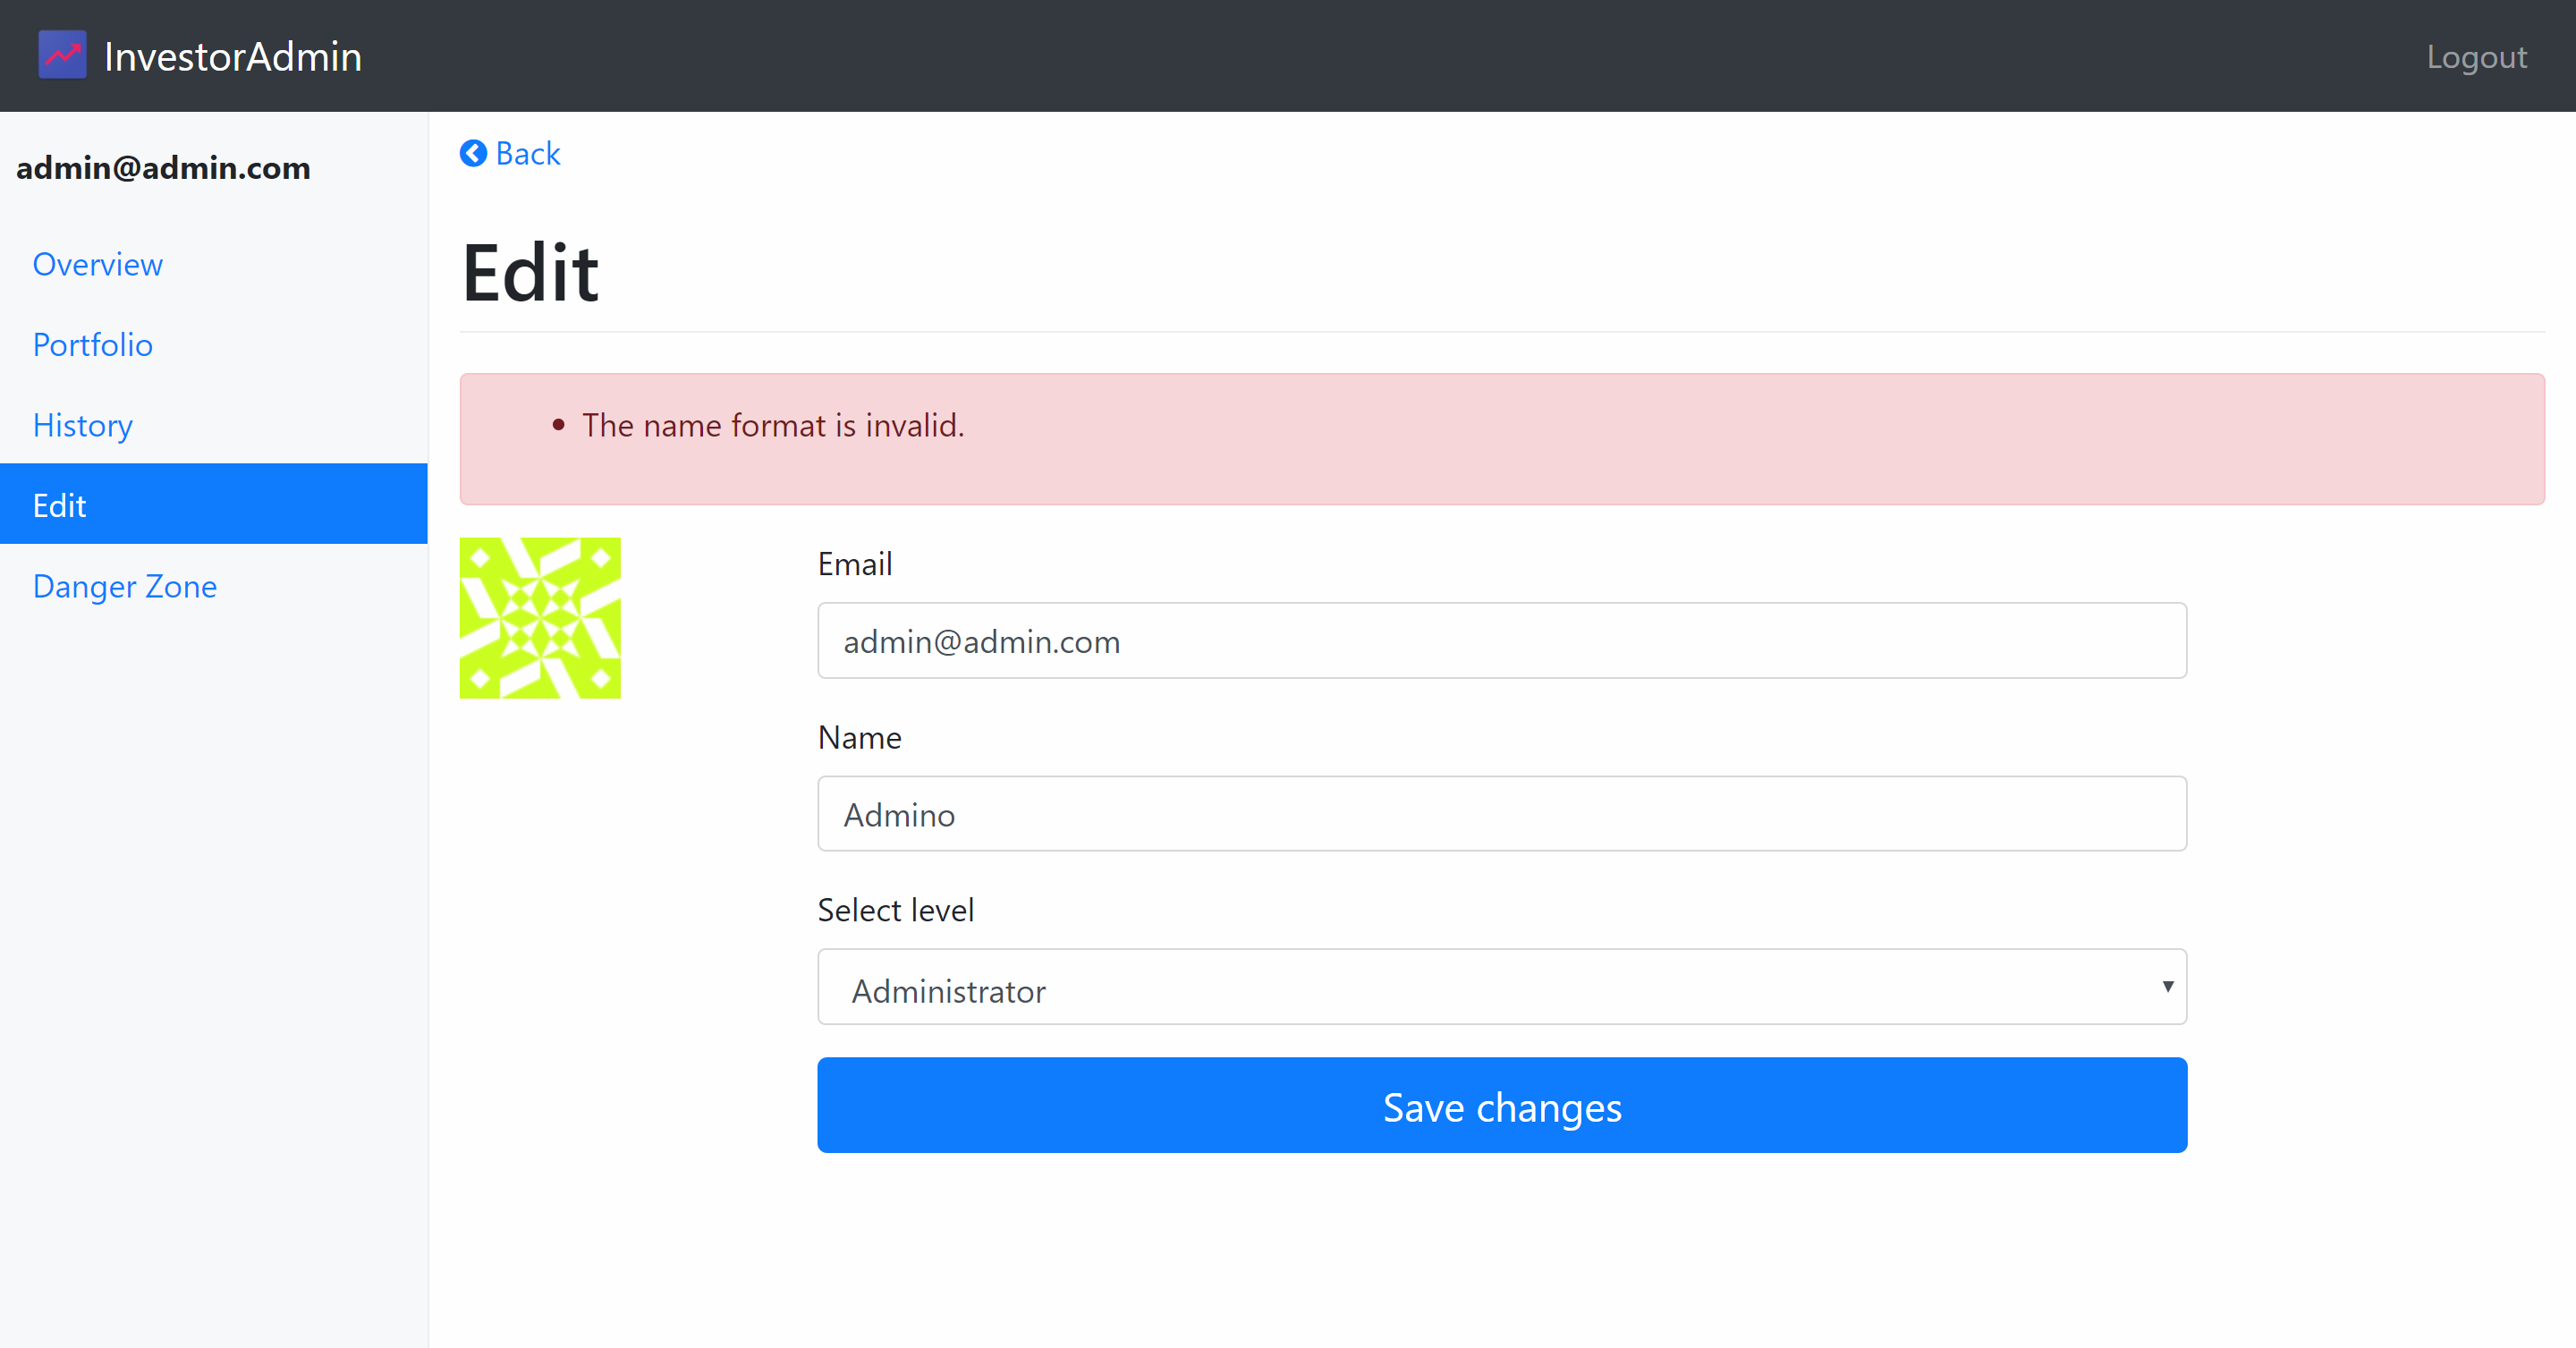 InvestorAdmin
Logout
admin@admin.com
Overview
Portfolio
History
Edit
Danger Zone
Back
Edit
• The name format is invalid.
Email
admin@admin.com
Name
Admino
Select level
Administrator
Save changes